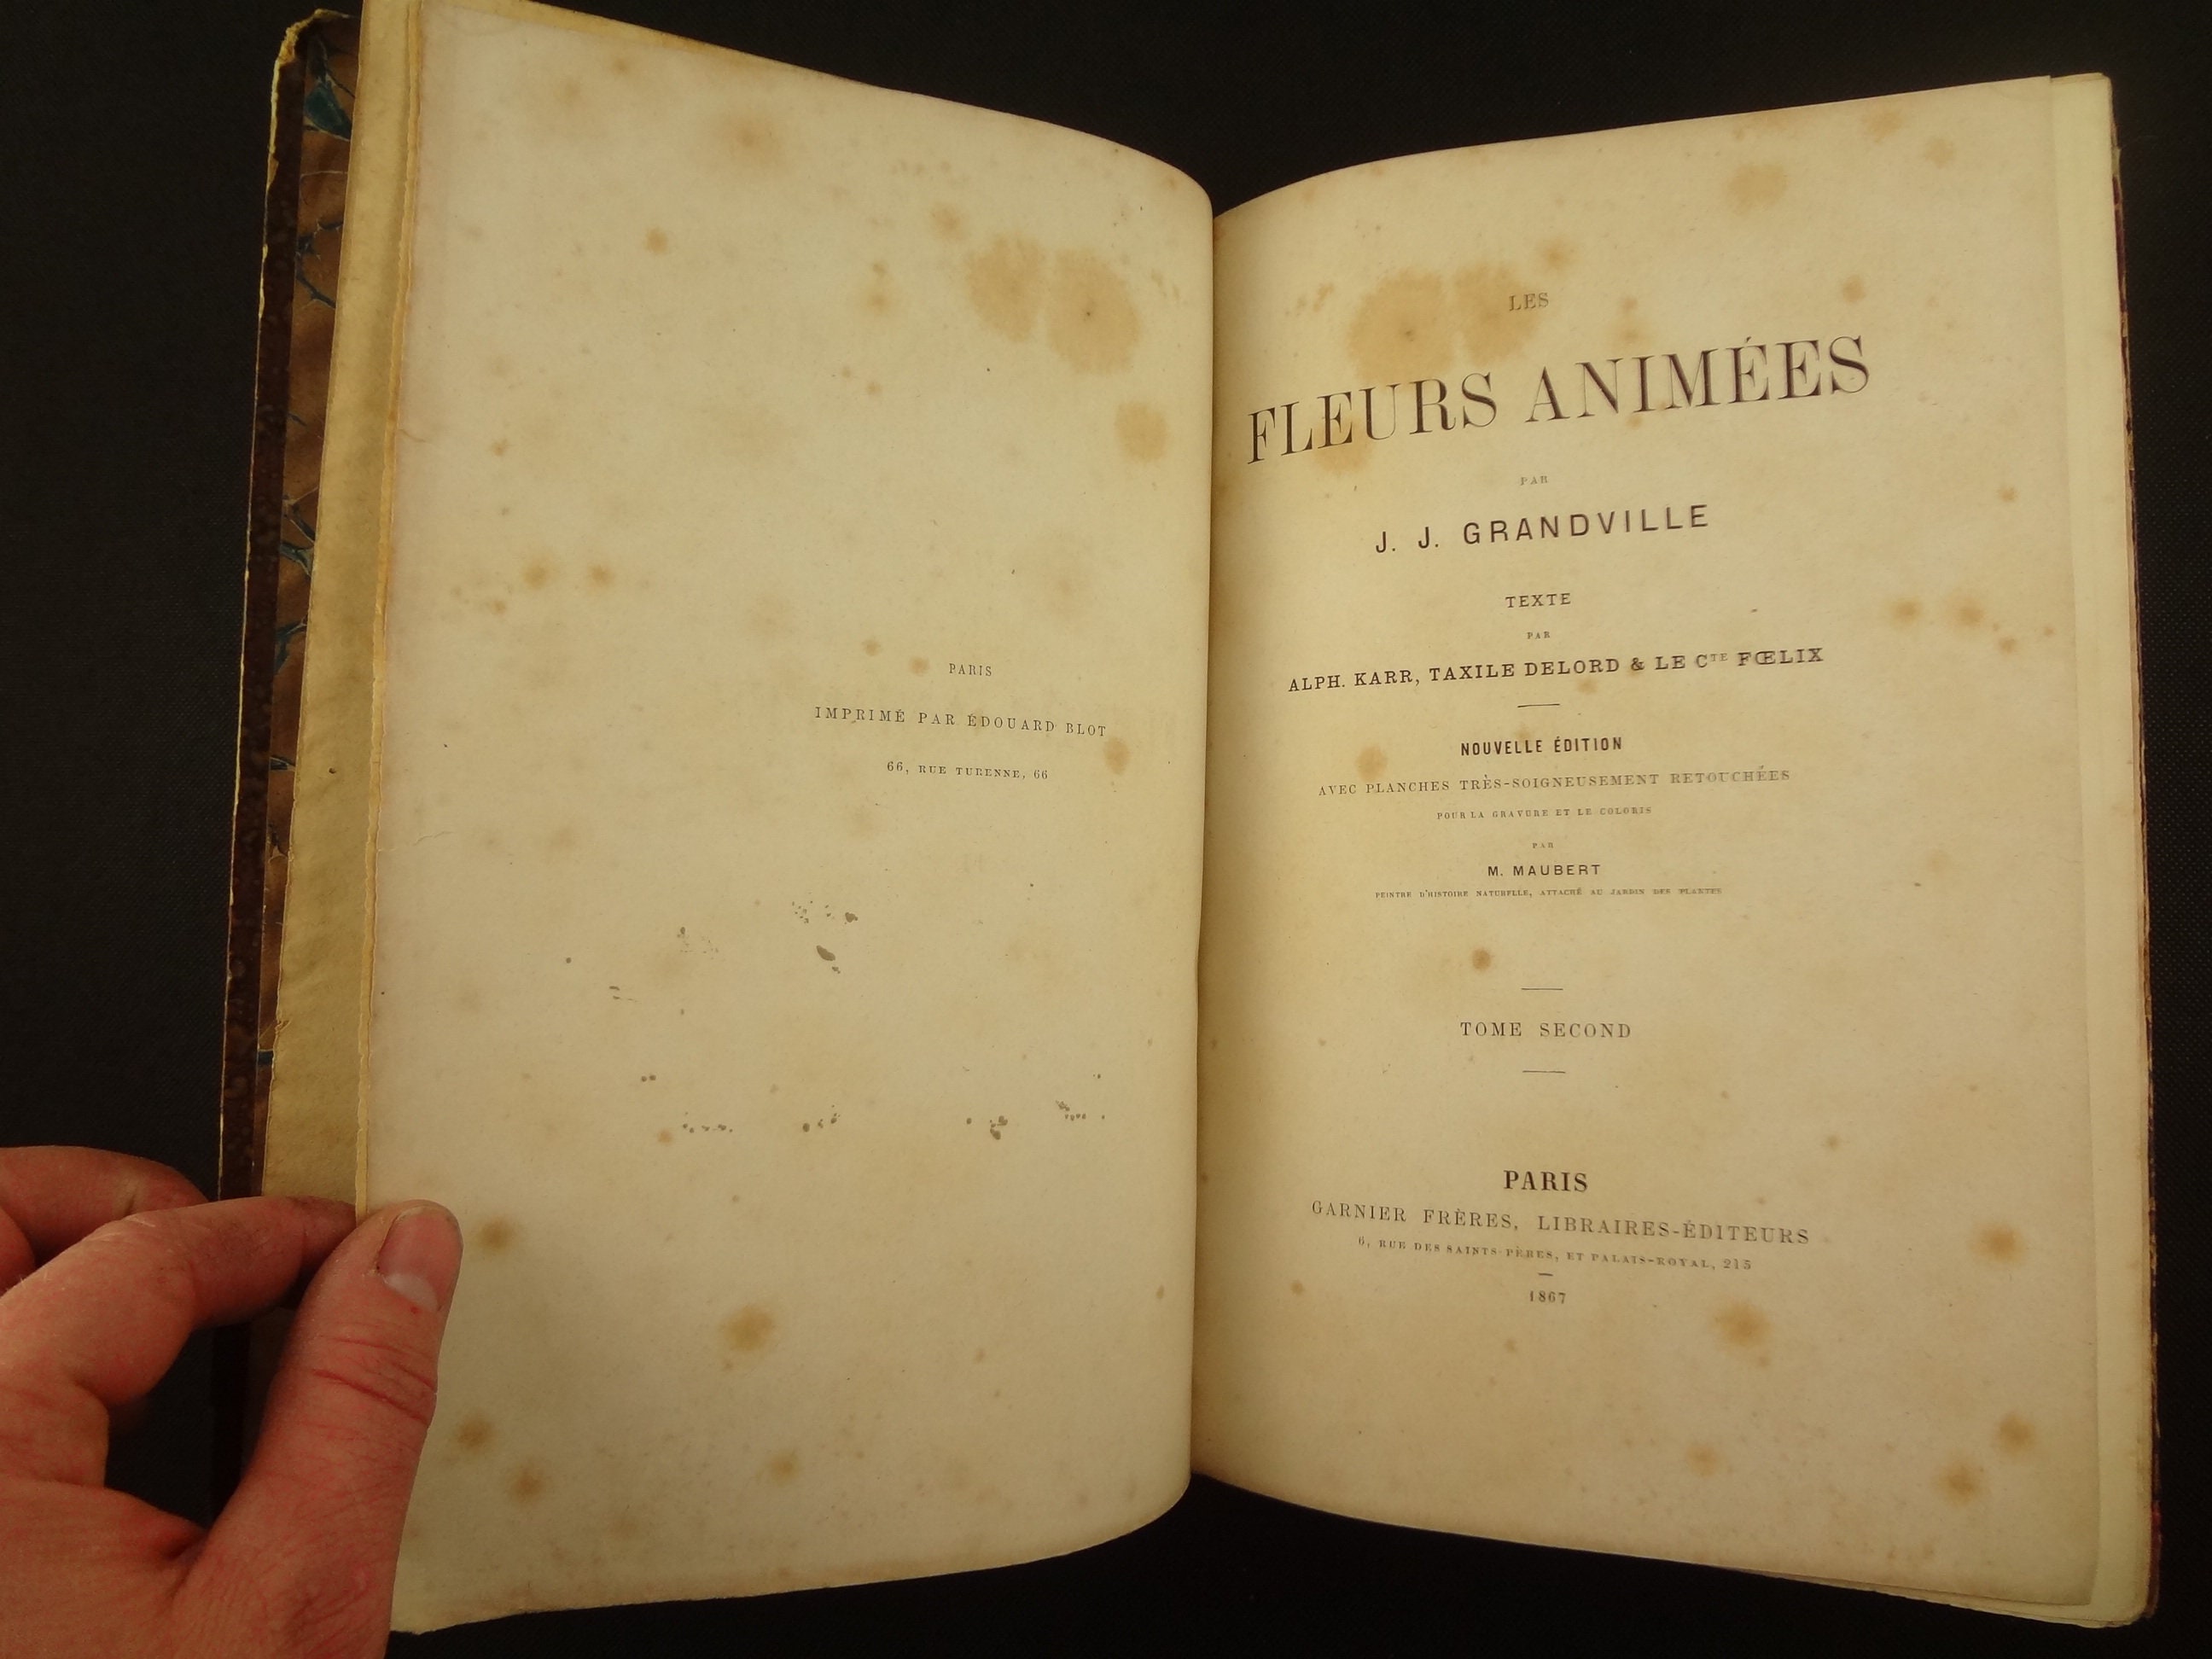 PARIS
IMPRIMÉ PAR ÉDOUARD BLOT
66, RUE TURENNE, 66
LES
FLEURS ANIMÉES
PAR
J. J. GRANDVILLE
TEXTE
PAR
ALPH. KARR, TAXILE DELORD & LE CTE FŒLIX
NOUVELLE ÉDITION
AVEC PLANCHES TRÈS-SOIGNEUSEMENT RETOUCHÉES
POUR LA GRAVURE ET LE COLORIS
PAR
M. MAUBERT
PEINTRE D'HISTOIRE NATURELLE, ATTACHÉ AU JARDIN DES PLANTES
TOME SECOND
PARIS
GARNIER FRÈRES, LIBRAIRES-ÉDITEURS
6, RUE DES SAINTS-PÈRES, ET PALAIS-ROYAL, 215
1867